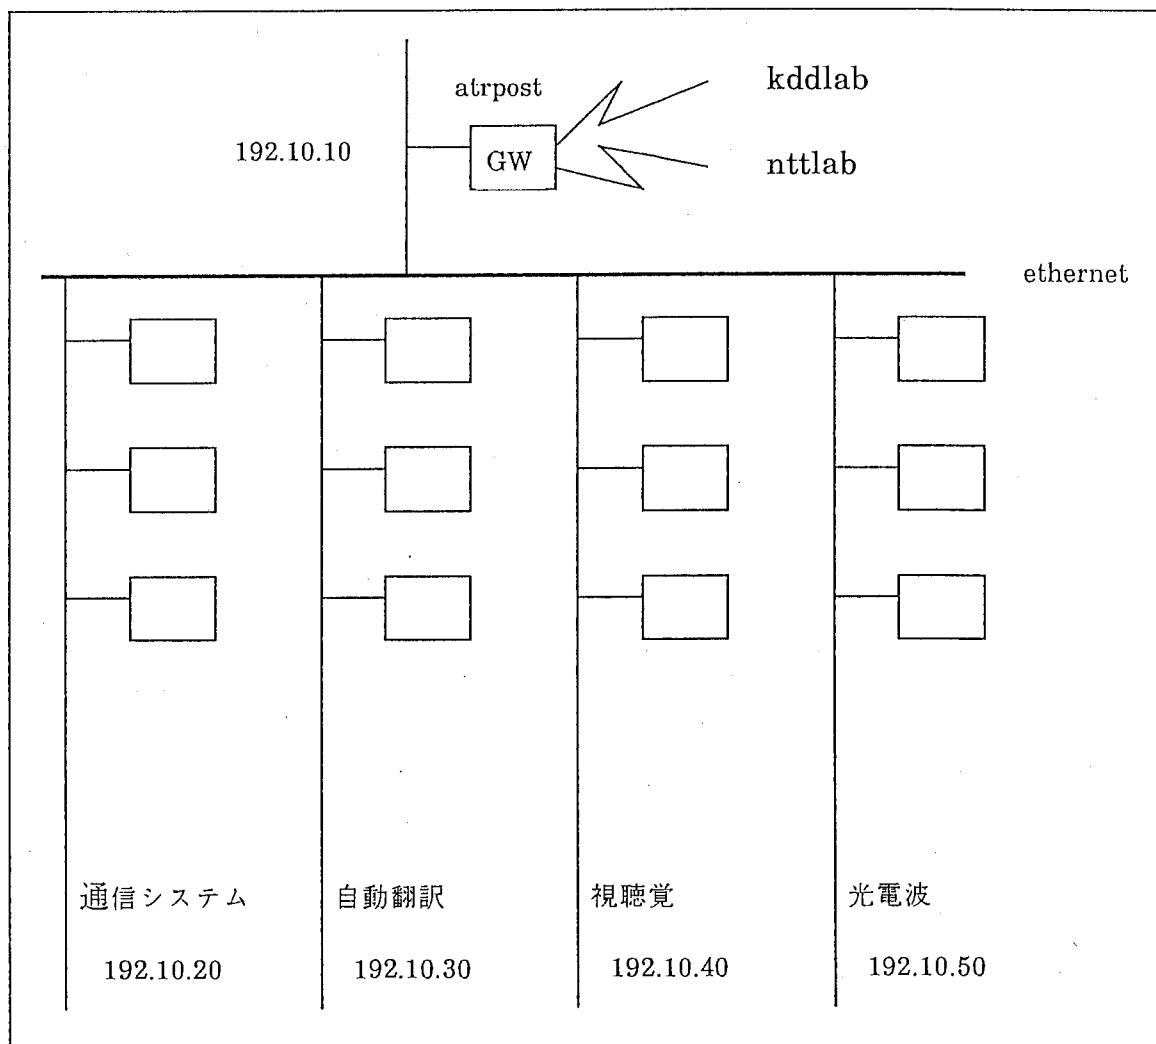 atrpost
kddlab
192.10.10
GW
nttlab
ethernet
通信システム
自動翻訳
視聴覚
光電波
192.10.20
192.10.30
192.10.40
192.10.50